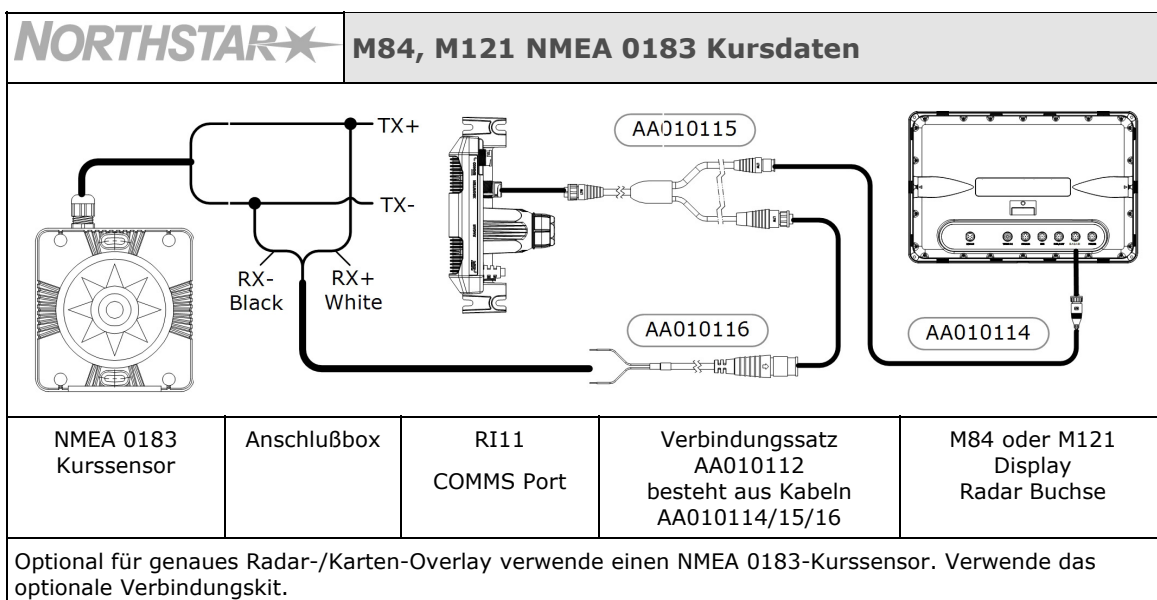 NORTHSTAR
M84, M121 NMEA 0183 Kursdaten
TX+
TX-
RX-
Black
RX+
White
AA010115
AA010116
AA010114
NMEA 0183
Kurssensor
Anschlußbox
RI11
COMMS Port
Verbindungssatz
AA010112
besteht aus Kabeln
AA010114/15/16
M84 oder M121
Display
Radar Buchse
Optional für genaues Radar-/Karten-Overlay verwende einen NMEA 0183-Kurssensor. Verwende das
optionale Verbindungskit.